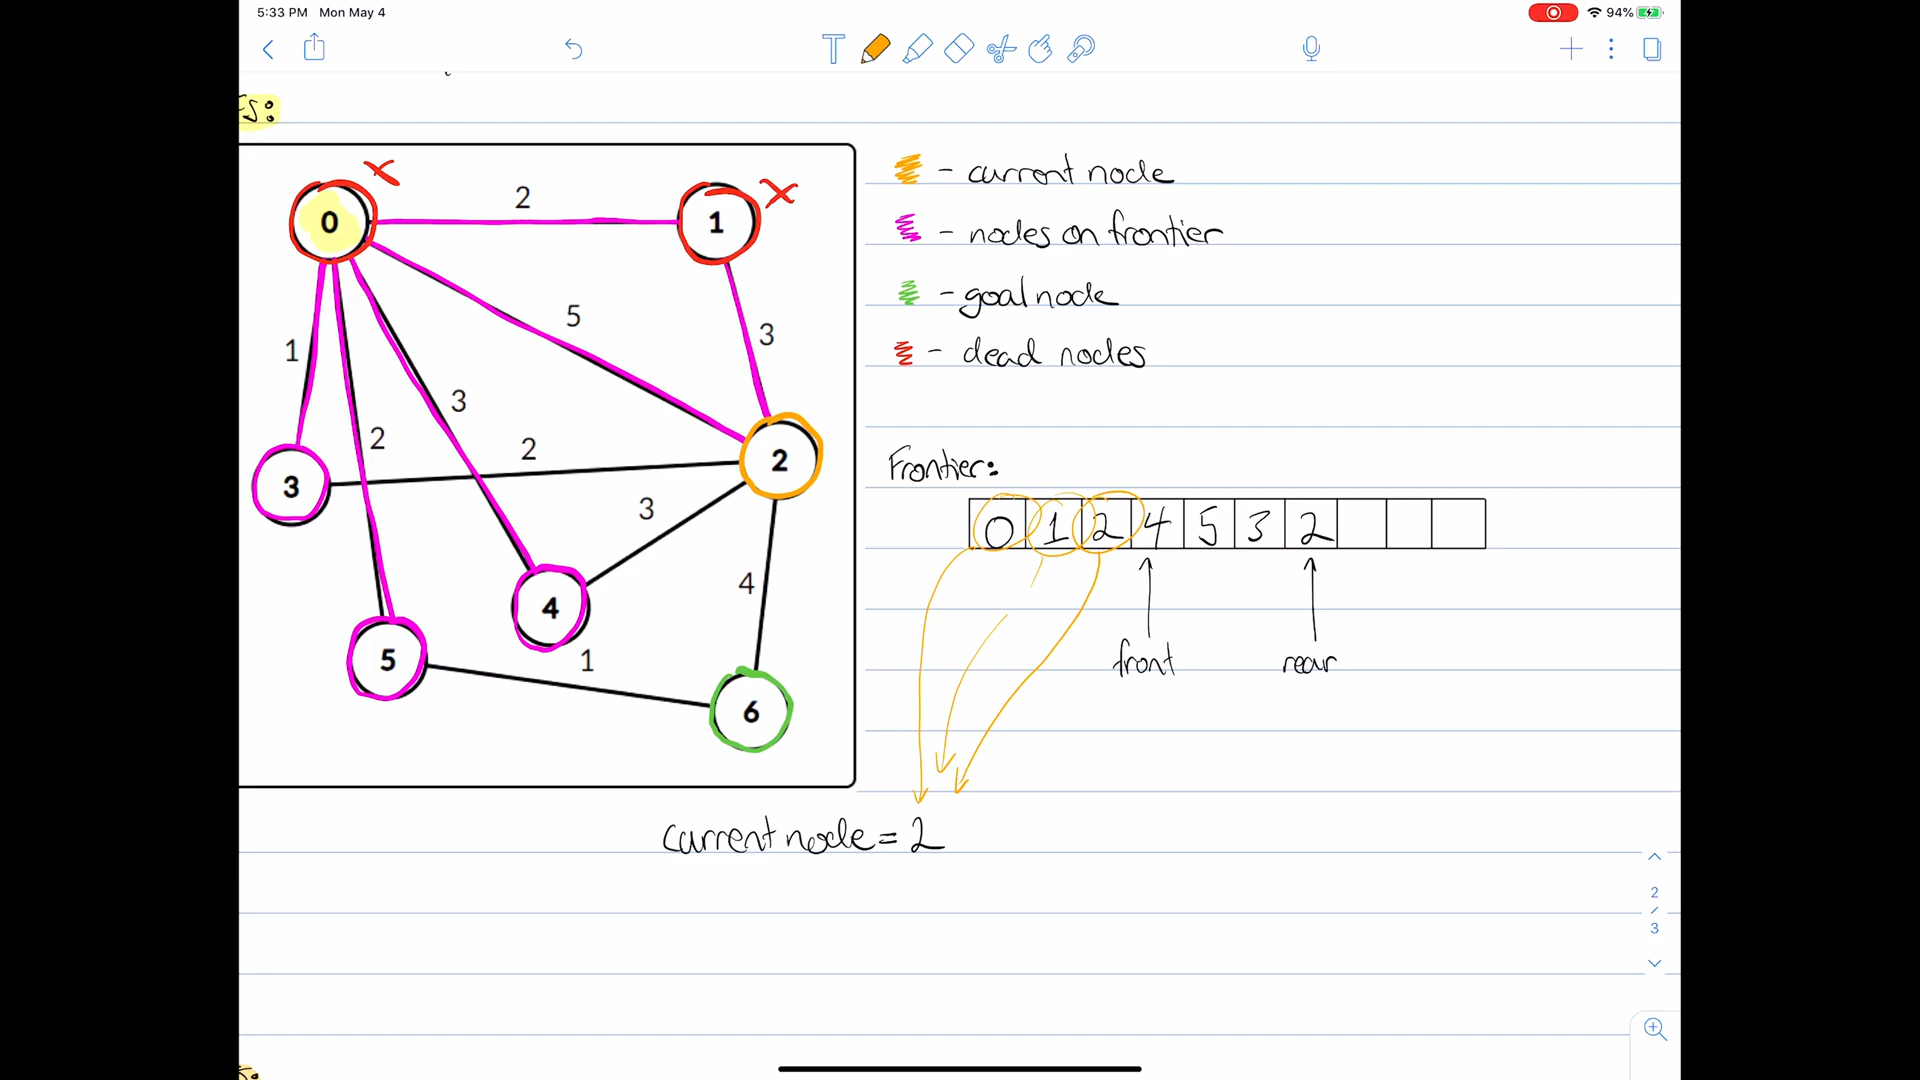 5:33 PM Mon May 4
94%
FS:
0
1
2
3
4
5
6
2
5
3
1
2
3
2
3
4
1
- current node
- nodes on frontier
- goal node
- dead nodes
Frontier:
0 1 2 4 5 3 2
front rear
current node = 2
2
/
3